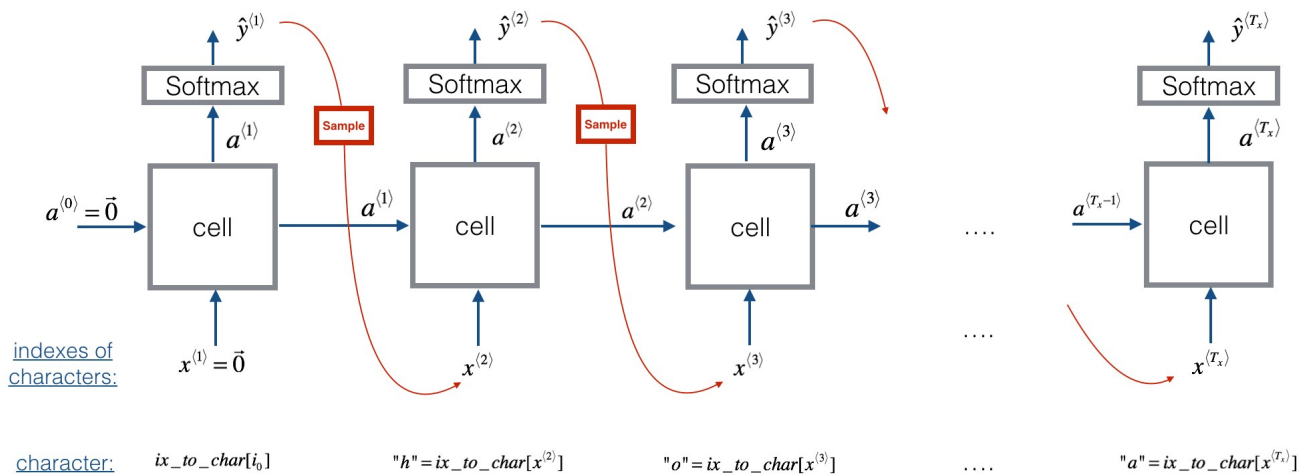 ŷ⟨1⟩ ŷ⟨2⟩ ŷ⟨3⟩ ŷ⟨Tₓ⟩
Softmax Softmax Softmax Softmax
Sample Sample
a⟨1⟩ a⟨2⟩ a⟨3⟩ a⟨Tₓ⟩
a⟨0⟩ = 0⃗ cell a⟨1⟩ cell a⟨2⟩ cell a⟨3⟩ .... a⟨Tₓ−1⟩ cell
....
indexes of
characters: x⟨1⟩ = 0⃗ x⟨2⟩ x⟨3⟩ x⟨Tₓ⟩
character: ix_to_char[i₀] "h" = ix_to_char[x⟨2⟩] "o" = ix_to_char[x⟨3⟩] .... "a" = ix_to_char[x⟨Tₓ⟩]